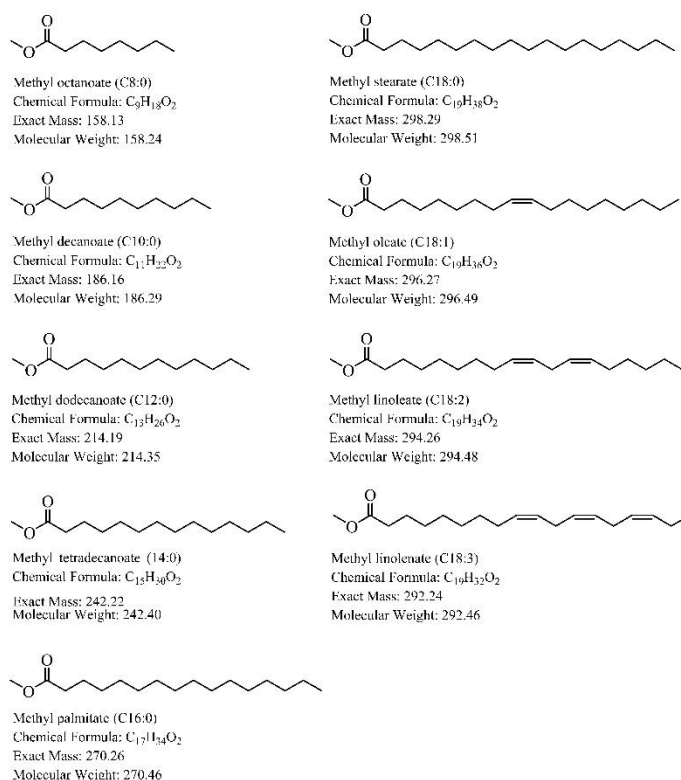 O
O
Methyl octanoate (C8:0)
Chemical Formula: C₉H₁₈O₂
Exact Mass: 158.13
Molecular Weight: 158.24
O
O
Methyl decanoate (C10:0)
Chemical Formula: C₁₁H₂₂O₂
Exact Mass: 186.16
Molecular Weight: 186.29
O
O
Methyl dodecanoate (C12:0)
Chemical Formula: C₁₃H₂₆O₂
Exact Mass: 214.19
Molecular Weight: 214.35
O
O
Methyl tetradecanoate (14:0)
Chemical Formula: C₁₅H₃₀O₂
Exact Mass: 242.22
Molecular Weight: 242.40
O
O
Methyl palmitate (C16:0)
Chemical Formula: C₁₇H₃₄O₂
Exact Mass: 270.26
Molecular Weight: 270.46
O
O
Methyl stearate (C18:0)
Chemical Formula: C₁₉H₃₈O₂
Exact Mass: 298.29
Molecular Weight: 298.51
O
O
Methyl oleate (C18:1)
Chemical Formula: C₁₉H₃₆O₂
Exact Mass: 296.27
Molecular Weight: 296.49
O
O
Methyl linoleate (C18:2)
Chemical Formula: C₁₉H₃₄O₂
Exact Mass: 294.26
Molecular Weight: 294.48
O
O
Methyl linolenate (C18:3)
Chemical Formula: C₁₉H₃₂O₂
Exact Mass: 292.24
Molecular Weight: 292.46